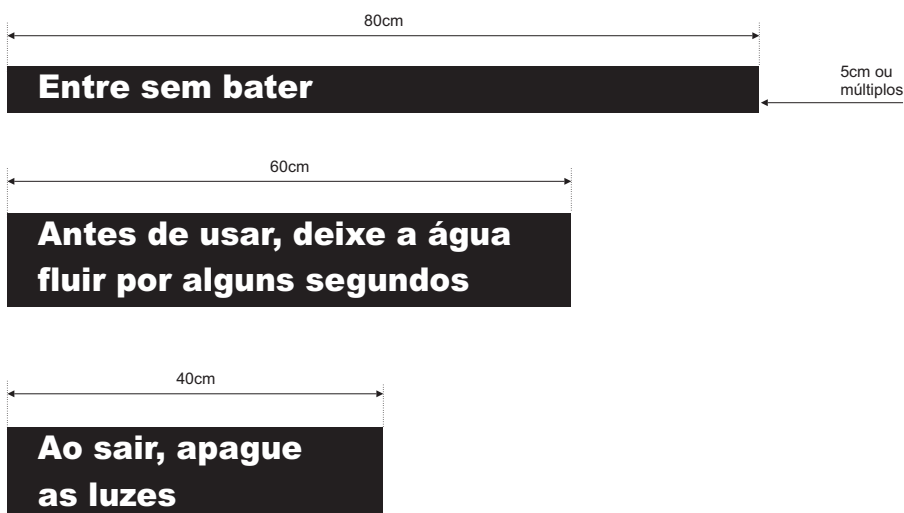 80cm
Entre sem bater
5cm ou
múltiplos
60cm
Antes de usar, deixe a água
fluir por alguns segundos
40cm
Ao sair, apague
as luzes